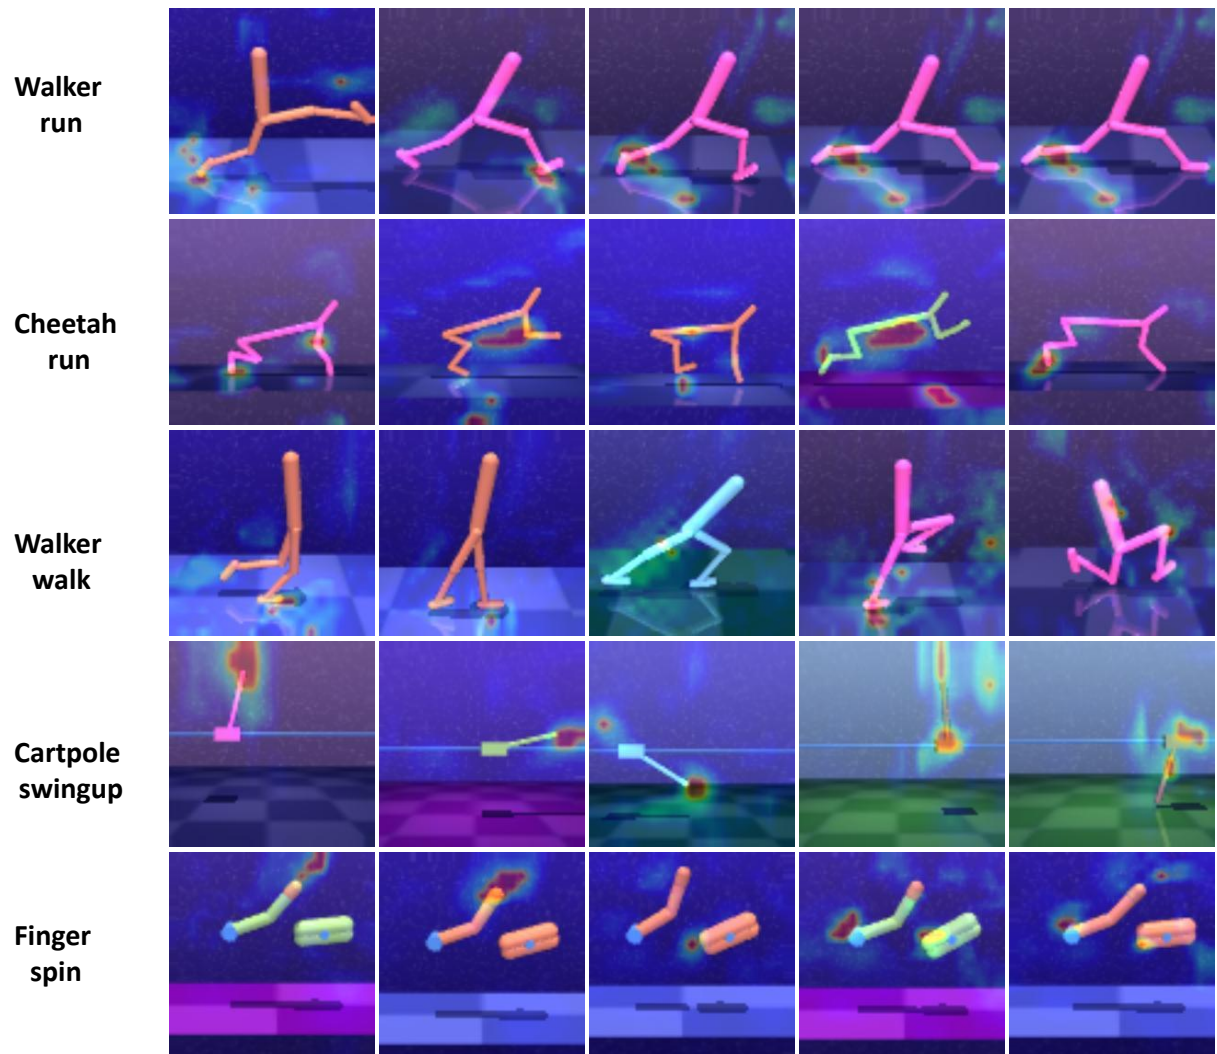 Walker
run
Cheetah
run
Walker
walk
Cartpole
swingup
Finger
spin